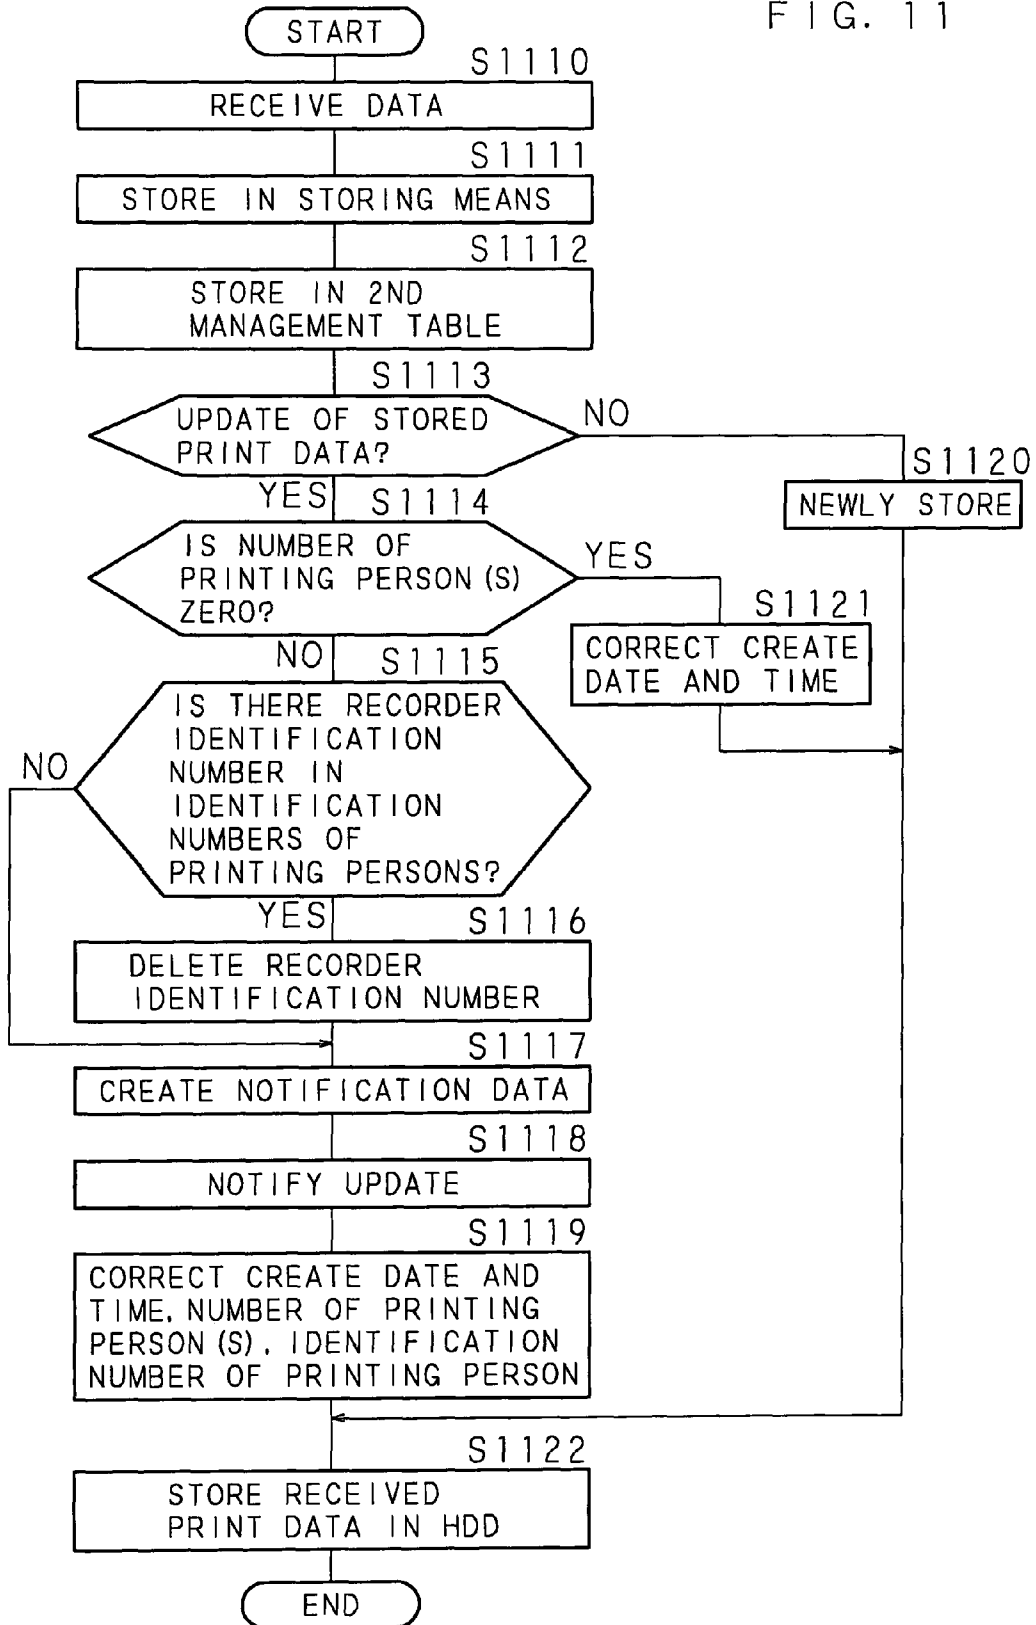 FIG. 11
START
S1110
RECEIVE DATA
S1111
STORE IN STORING MEANS
S1112
STORE IN 2ND
MANAGEMENT TABLE
S1113
UPDATE OF STORED
PRINT DATA?
NO
YES
S1120
NEWLY STORE
S1114
IS NUMBER OF
PRINTING PERSON(S)
ZERO?
YES
NO
S1121
CORRECT CREATE
DATE AND TIME
S1115
IS THERE RECORDER
IDENTIFICATION
NUMBER IN
IDENTIFICATION
NUMBERS OF
PRINTING PERSONS?
NO
YES
S1116
DELETE RECORDER
IDENTIFICATION NUMBER
S1117
CREATE NOTIFICATION DATA
S1118
NOTIFY UPDATE
S1119
CORRECT CREATE DATE AND
TIME, NUMBER OF PRINTING
PERSON(S), IDENTIFICATION
NUMBER OF PRINTING PERSON
S1122
STORE RECEIVED
PRINT DATA IN HDD
END